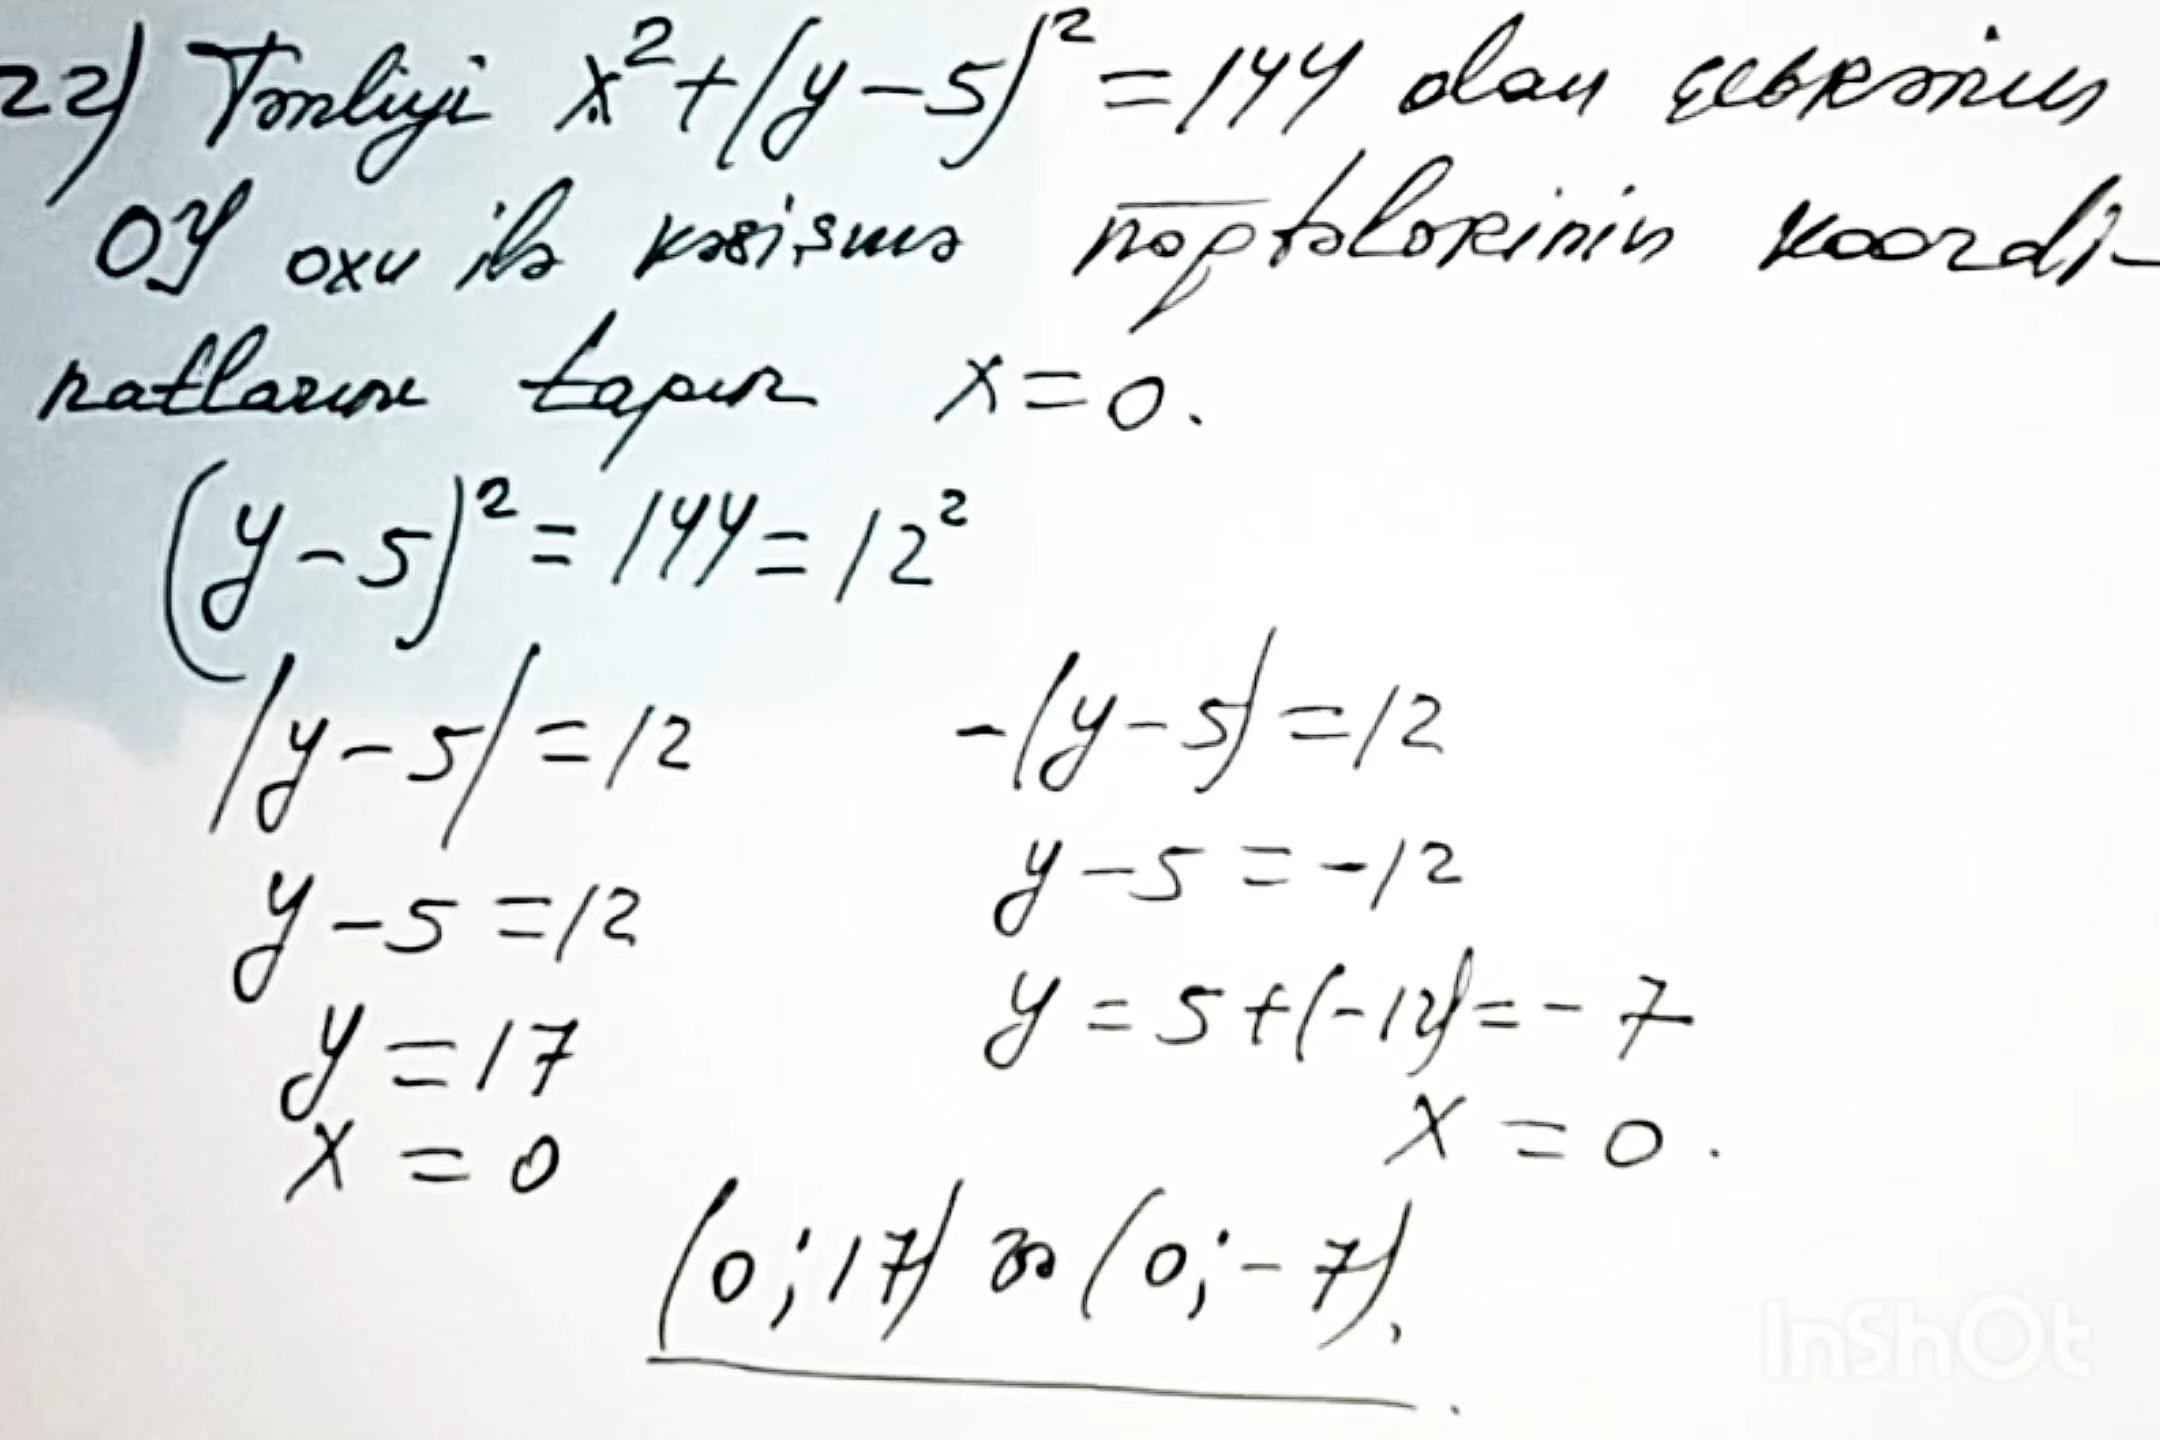 22) Tənliyi x²+(y-5)²=144 olan çevrənin
OY oxu ilə kəsişmə nöqtələrinin koordi-
natlarını tapın x=0.
(y-5)²=144=12²
|y-5|=12 -(y-5)=12
y-5=12 y-5=-12
y=17 y=5+(-12)=-7
x=0 x=0.
(0;17) və (0;-7).
InShOt